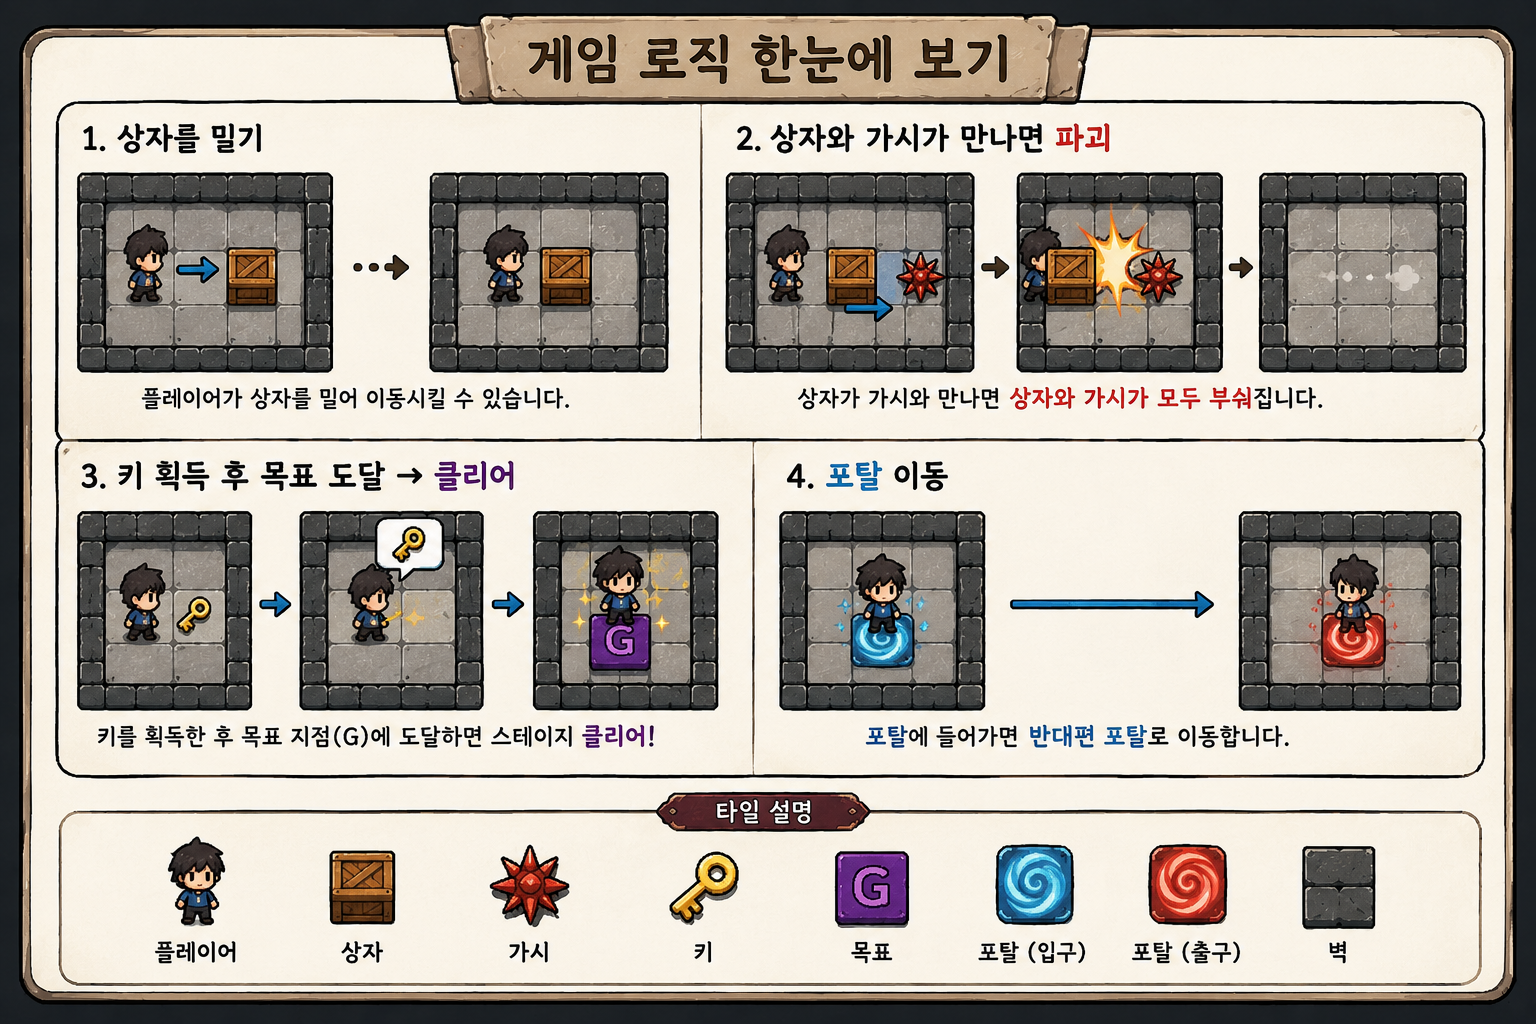 게임 로직 한눈에 보기
1. 상자를 밀기
플레이어가 상자를 밀어 이동시킬 수 있습니다.
2. 상자와 가시가 만나면 파괴
상자가 가시와 만나면 상자와 가시가 모두 부숴집니다.
3. 키 획득 후 목표 도달 → 클리어
G
키를 획득한 후 목표 지점(G)에 도달하면 스테이지 클리어!
4. 포탈 이동
포탈에 들어가면 반대편 포탈로 이동합니다.
타일 설명
G
플레이어
상자
가시
키
목표
포탈 (입구)
포탈 (출구)
벽